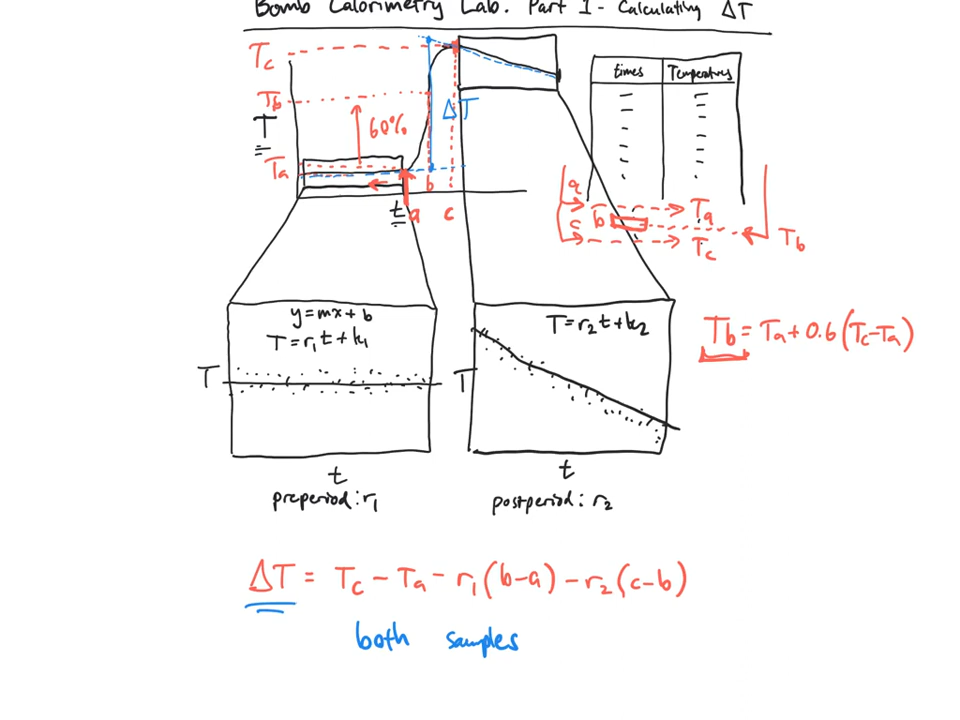 Bomb Calorimetry Lab. Part 1 - Calculating ΔT
Tc
Tb
T
Ta
60%
ΔT
t
a
b
c
times Temperatures
a Ta
b Tb
c Tc
Tb = Ta + 0.6 (Tc - Ta)
y = mx + b
T = r₁t + k₁
T
t
preperiod: r₁
T = r₂t + k₂
T
t
postperiod: r₂
ΔT = Tc - Ta - r₁(b-a) - r₂(c-b)
both samples